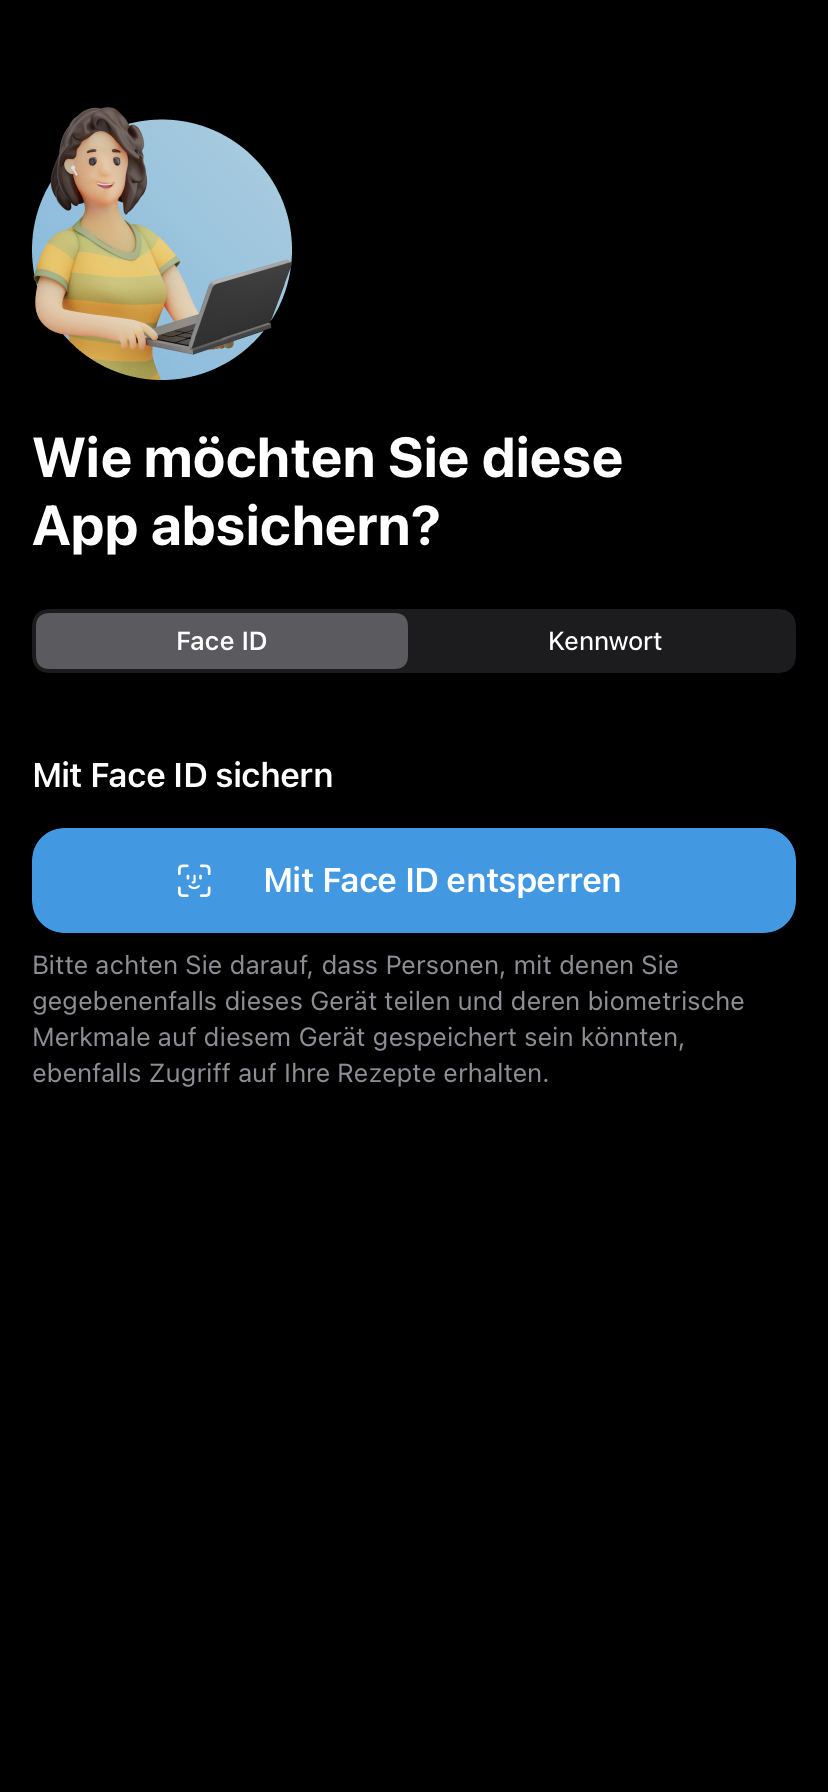 Wie möchten Sie diese
App absichern?
Face ID
Kennwort
Mit Face ID sichern
Mit Face ID entsperren
Bitte achten Sie darauf, dass Personen, mit denen Sie
gegebenenfalls dieses Gerät teilen und deren biometrische
Merkmale auf diesem Gerät gespeichert sein könnten,
ebenfalls Zugriff auf Ihre Rezepte erhalten.